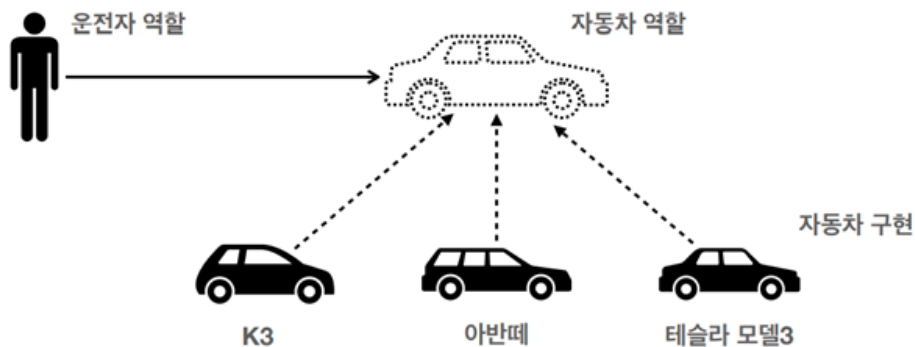 운전자 역할
자동차 역할
자동차 구현
K3
아반떼
테슬라 모델3